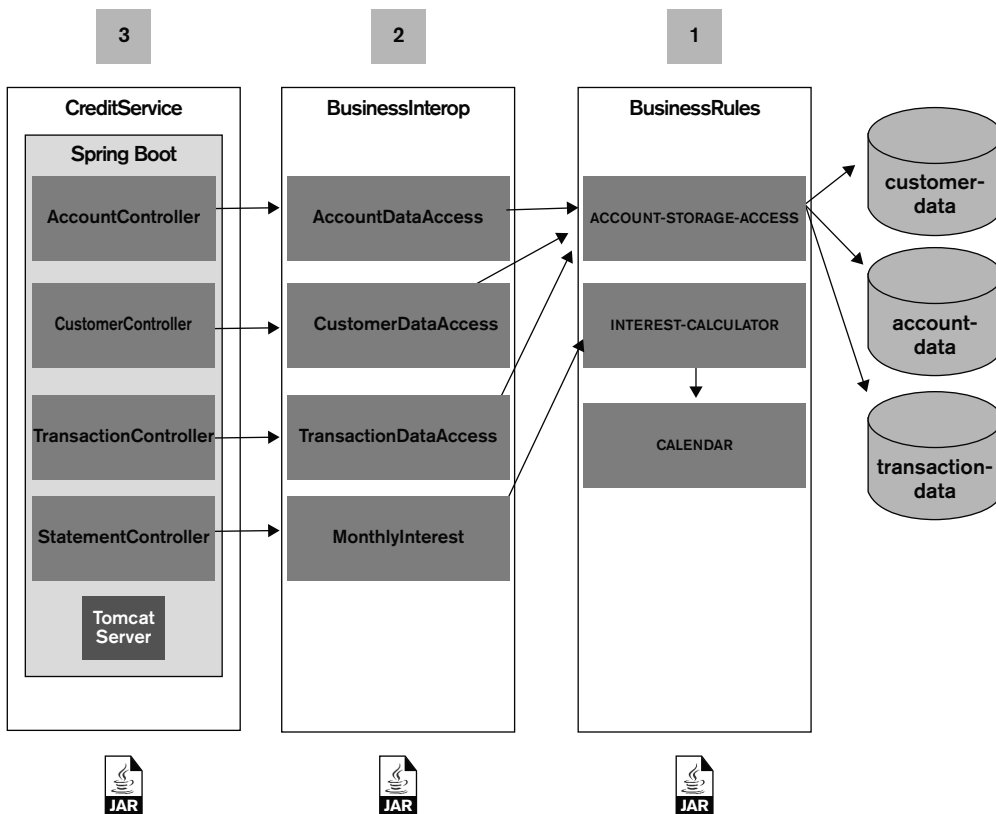 3
2
1
CreditService
Spring Boot
AccountController
CustomerController
TransactionController
StatementController
Tomcat
Server
BusinessInterop
AccountDataAccess
CustomerDataAccess
TransactionDataAccess
MonthlyInterest
BusinessRules
ACCOUNT-STORAGE-ACCESS
INTEREST-CALCULATOR
CALENDAR
customer-
data
account-
data
transaction-
data
JAR
JAR
JAR